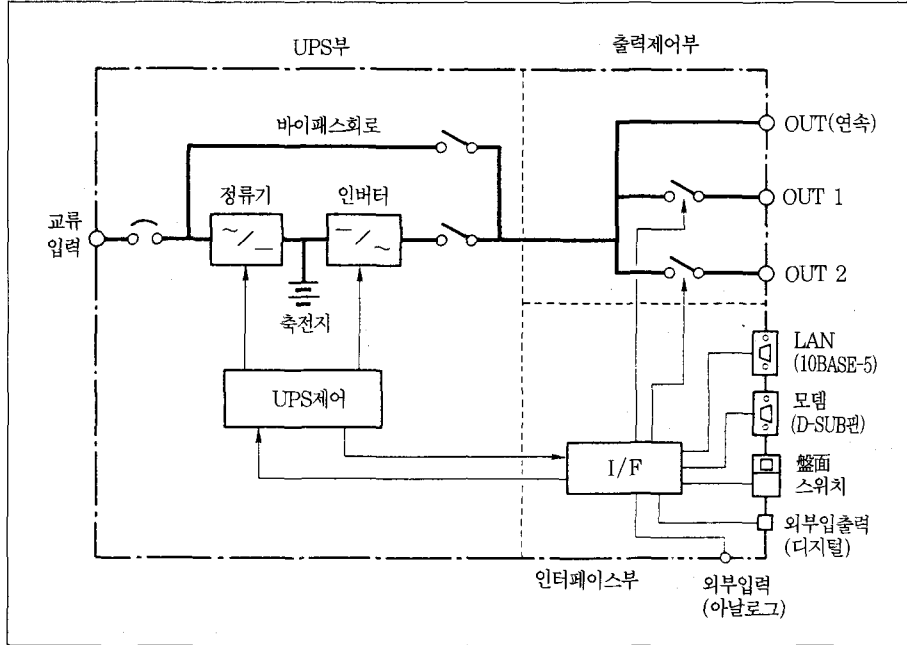 UPS부
출력제어부
바이패스회로
OUT(연속)
정류기
인버터
OUT 1
교류
입력
OUT 2
축전지
LAN
(10BASE-5)
UPS제어
모뎀
(D-SUB핀)
I/F
盤面
스위치
외부입출력
(디지털)
인터페이스부
외부입력
(아날로그)